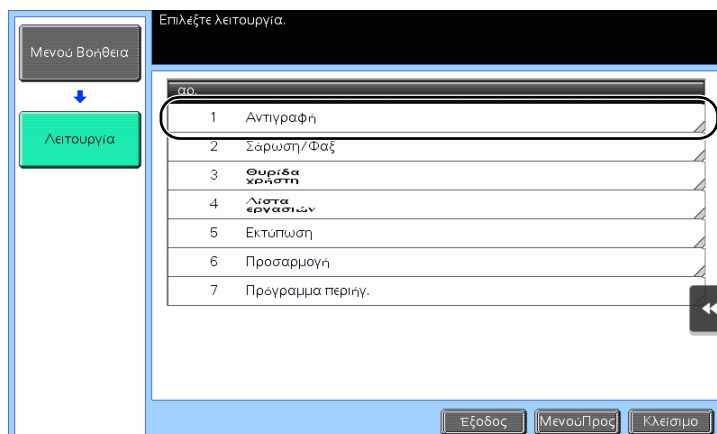 Επιλέξτε λειτουργία.
Μενού Βοήθεια
Λειτουργία
αρ.
1 Αντιγραφή
2 Σάρωση/Φαξ
3 Θυρίδα
χρήστη
4 Λίστα
εργασιών
5 Εκτύπωση
6 Προσαρμογή
7 Πρόγραμμα περιήγ.
Έξοδος ΜενούΠρος Κλείσιμο